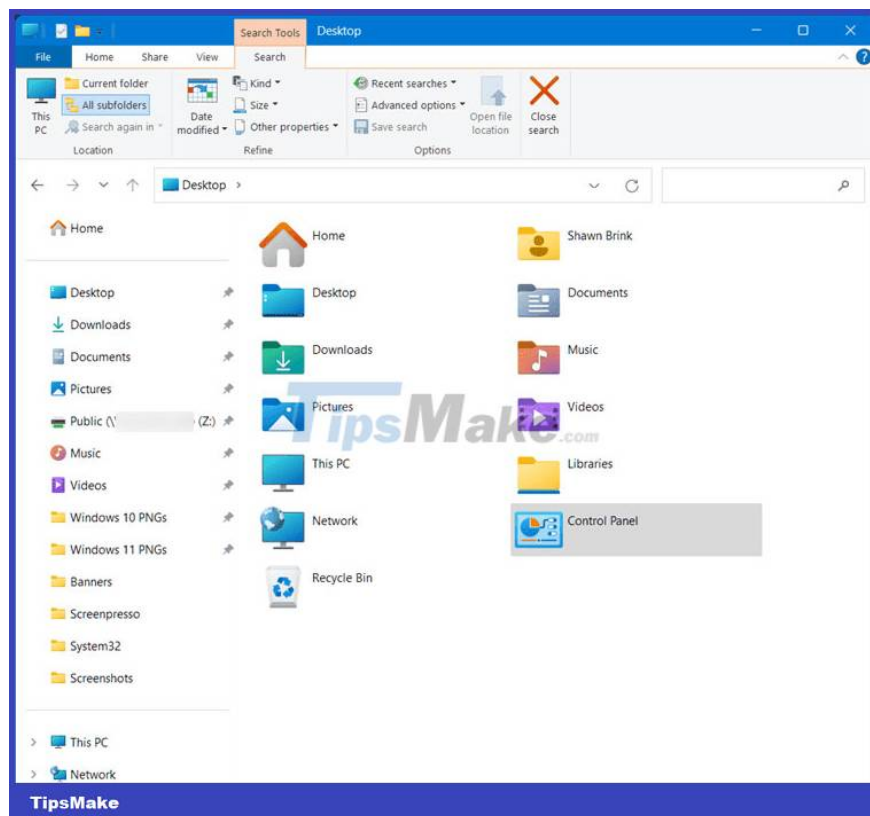 Search Tools Desktop
File Home Share View Search
This PC
Current folder
All subfolders
Search again in
Location
Date modified
Kind
Size
Other properties
Refine
Recent searches
Advanced options
Save search
Options
Open file location
Close search
Desktop
Home
Desktop
Downloads
Documents
Pictures
Public (\\ (Z:)
Music
Videos
Windows 10 PNGs
Windows 11 PNGs
Banners
Screenpresso
System32
Screenshots
This PC
Network
Home
Shawn Brink
Desktop
Documents
Downloads
Music
Pictures
Videos
This PC
Libraries
Network
Control Panel
Recycle Bin
TipsMake.com
TipsMake